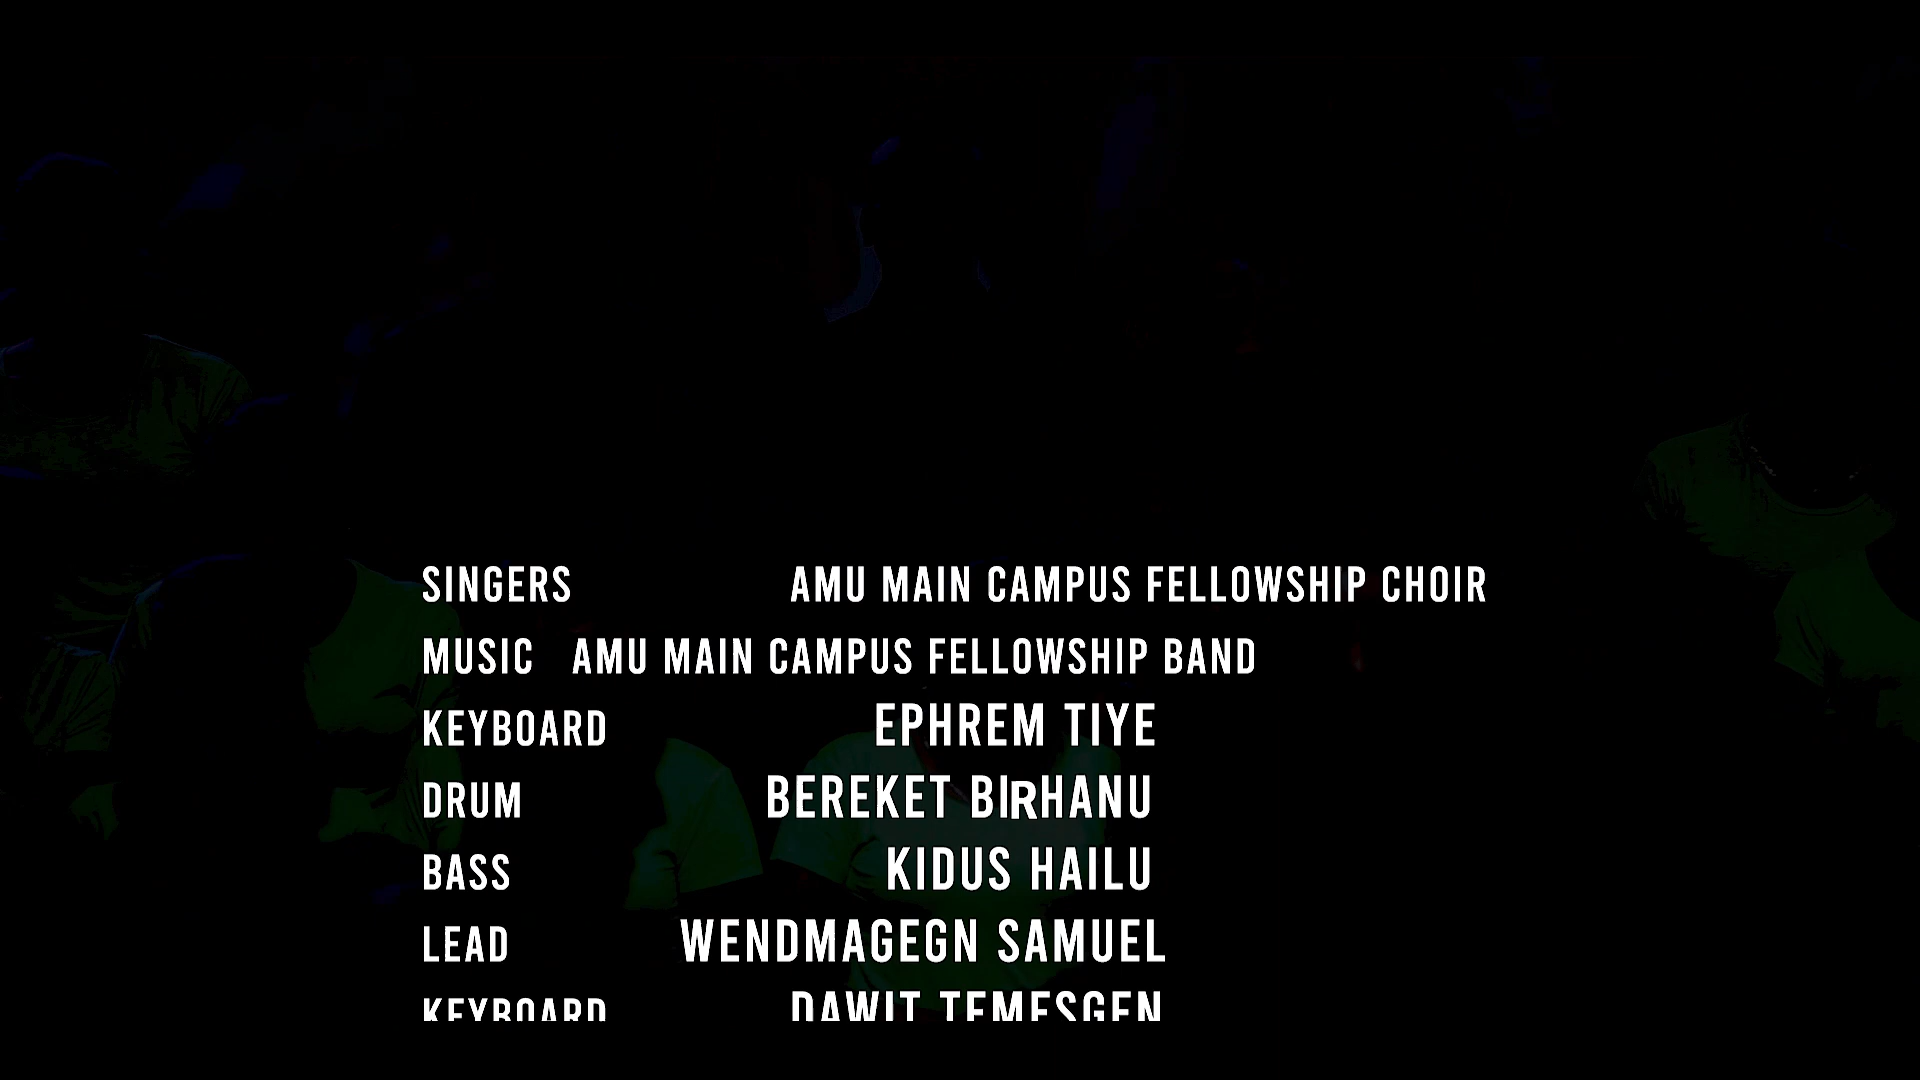 SINGERS AMU MAIN CAMPUS FELLOWSHIP CHOIR
MUSIC AMU MAIN CAMPUS FELLOWSHIP BAND
KEYBOARD EPHREM TIYE
DRUM BEREKET BIRHANU
BASS KIDUS HAILU
LEAD WENDMAGEGN SAMUEL
KEYBOARD DAWIT TEMESGEN